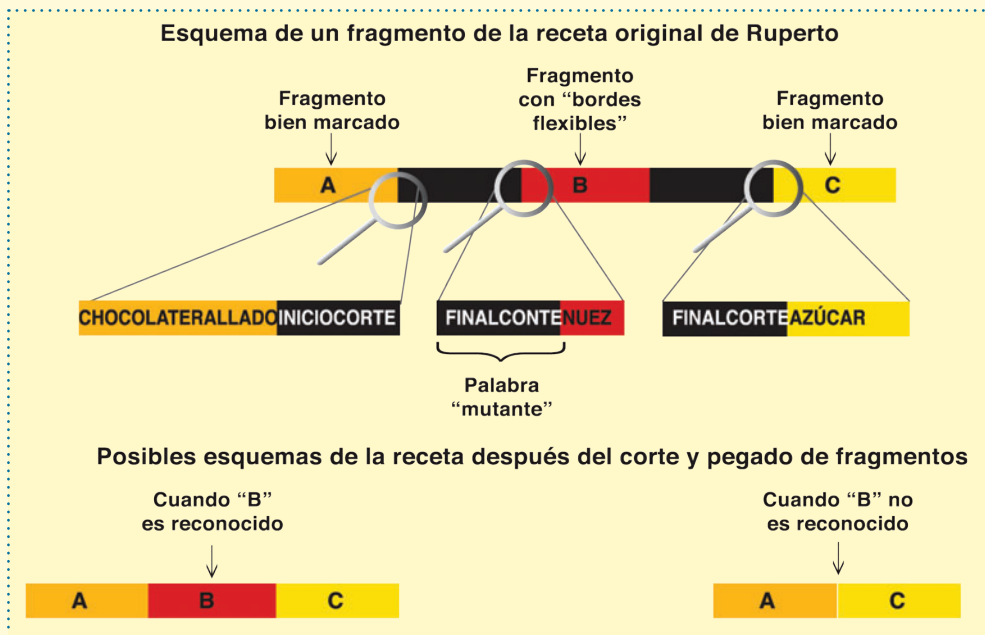 Esquema de un fragmento de la receta original de Ruperto
Fragmento
bien marcado
Fragmento
con “bordes
flexibles”
Fragmento
bien marcado
A
B
C
CHOCOLATERALLADOINICIOCORTE
FINALCONTENUEZ
FINALCORTEAZÚCAR
Palabra
“mutante”
Posibles esquemas de la receta después del corte y pegado de fragmentos
Cuando “B”
es reconocido
Cuando “B” no
es reconocido
A
B
C
A
C